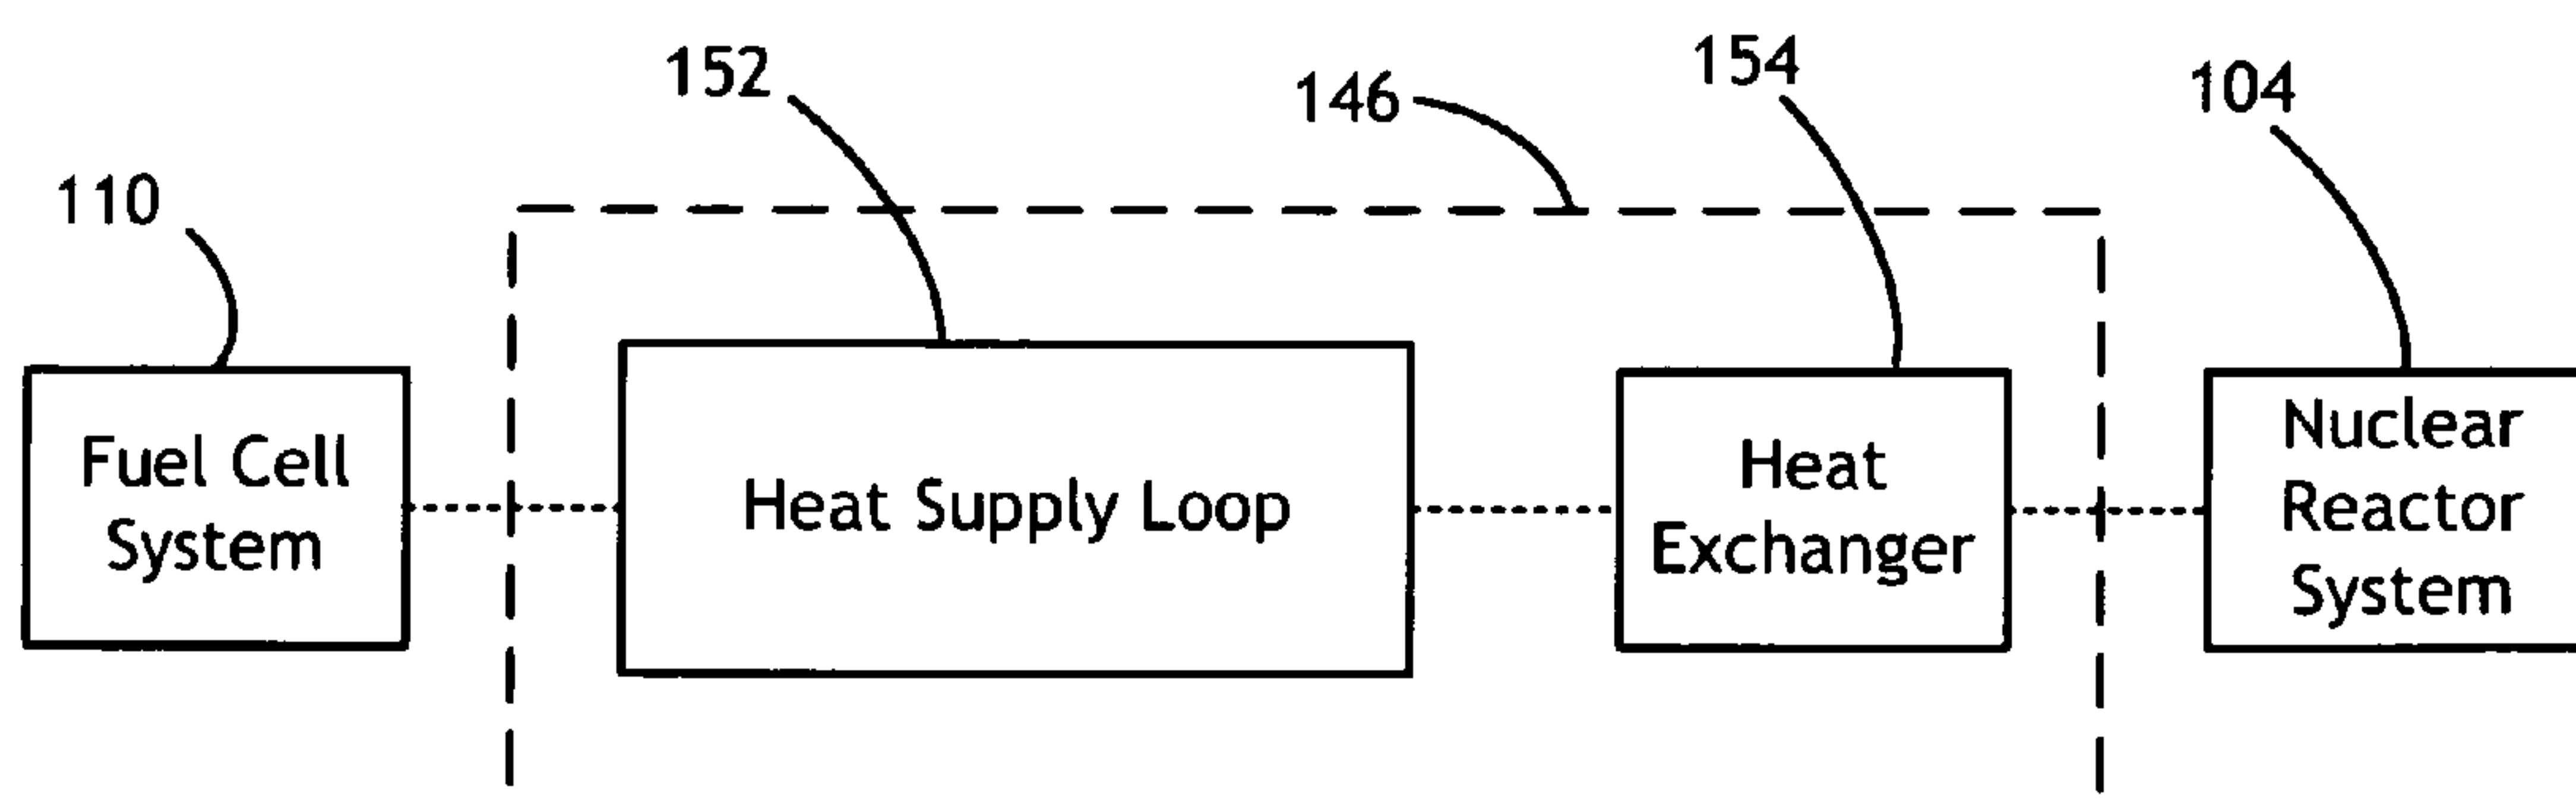 152
146
154
104
110
Fuel Cell
System
Heat Supply Loop
Heat
Exchanger
Nuclear
Reactor
System